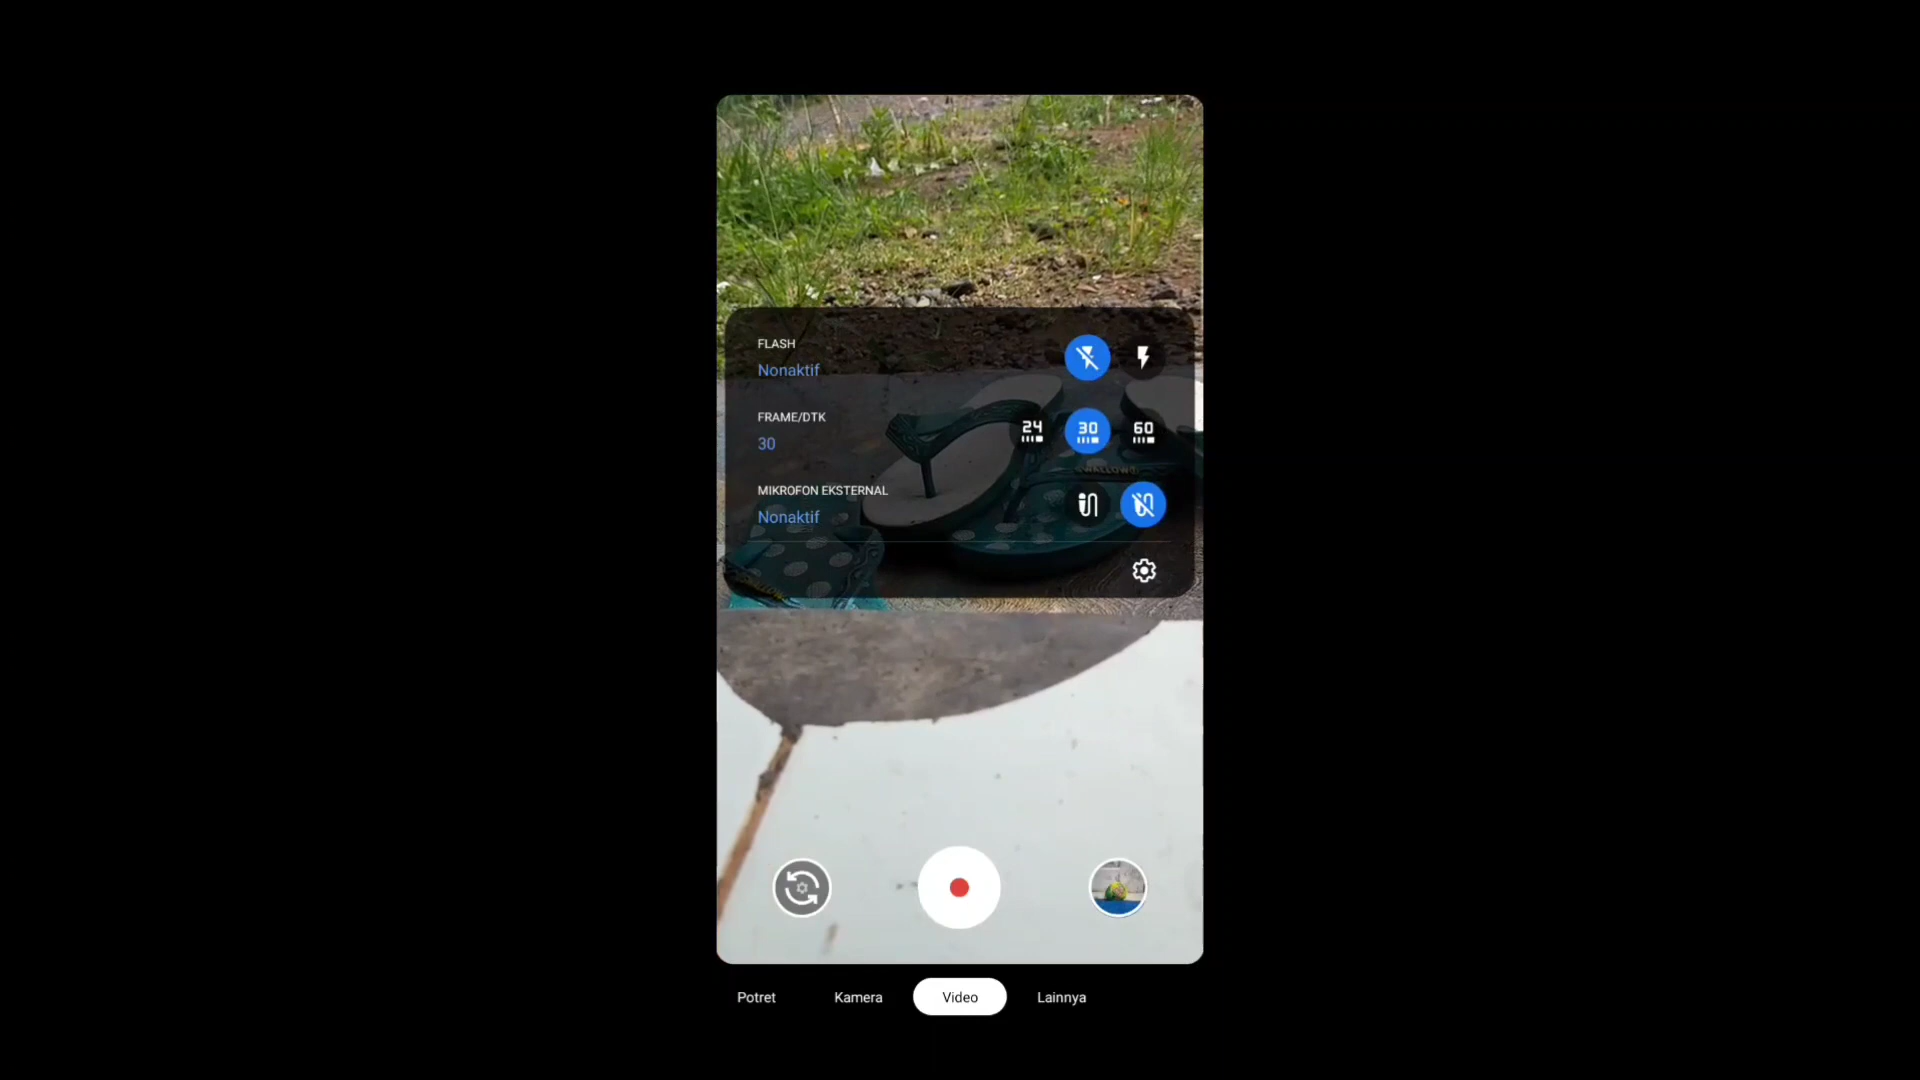 FLASH
Nonaktif
FRAME/DTK
30
24
30
60
MIKROFON EKSTERNAL
Nonaktif
Potret
Kamera
Video
Lainnya